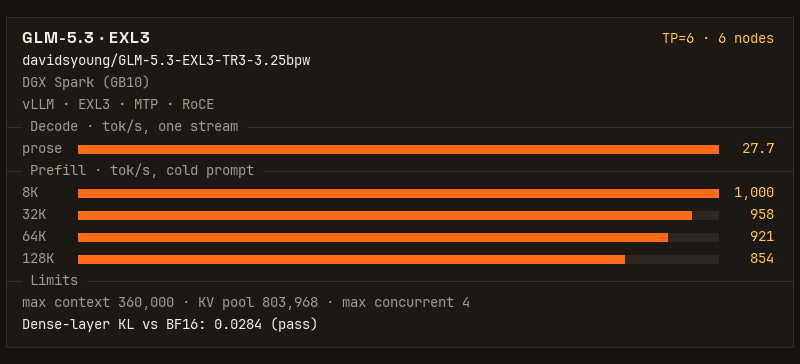 GLM-5.3 · EXL3
TP=6 · 6 nodes
davidsyoung/GLM-5.3-EXL3-TR3-3.25bpw
DGX Spark (GB10)
vLLM · EXL3 · MTP · RoCE
Decode · tok/s, one stream
prose 27.7
Prefill · tok/s, cold prompt
8K 1,000
32K 958
64K 921
128K 854
Limits
max context 360,000 · KV pool 803,968 · max concurrent 4
Dense-layer KL vs BF16: 0.0284 (pass)